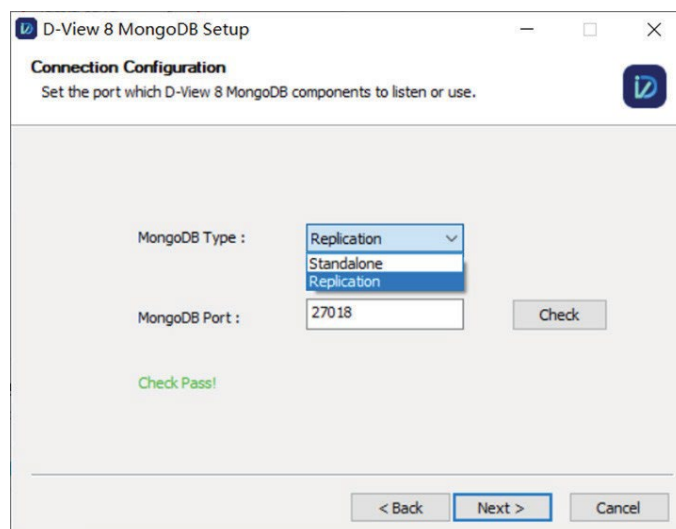 D-View 8 MongoDB Setup
Connection Configuration
Set the port which D-View 8 MongoDB components to listen or use.
MongoDB Type :
Replication
Standalone
Replication
MongoDB Port :
27018
Check
Check Pass!
< Back
Next >
Cancel